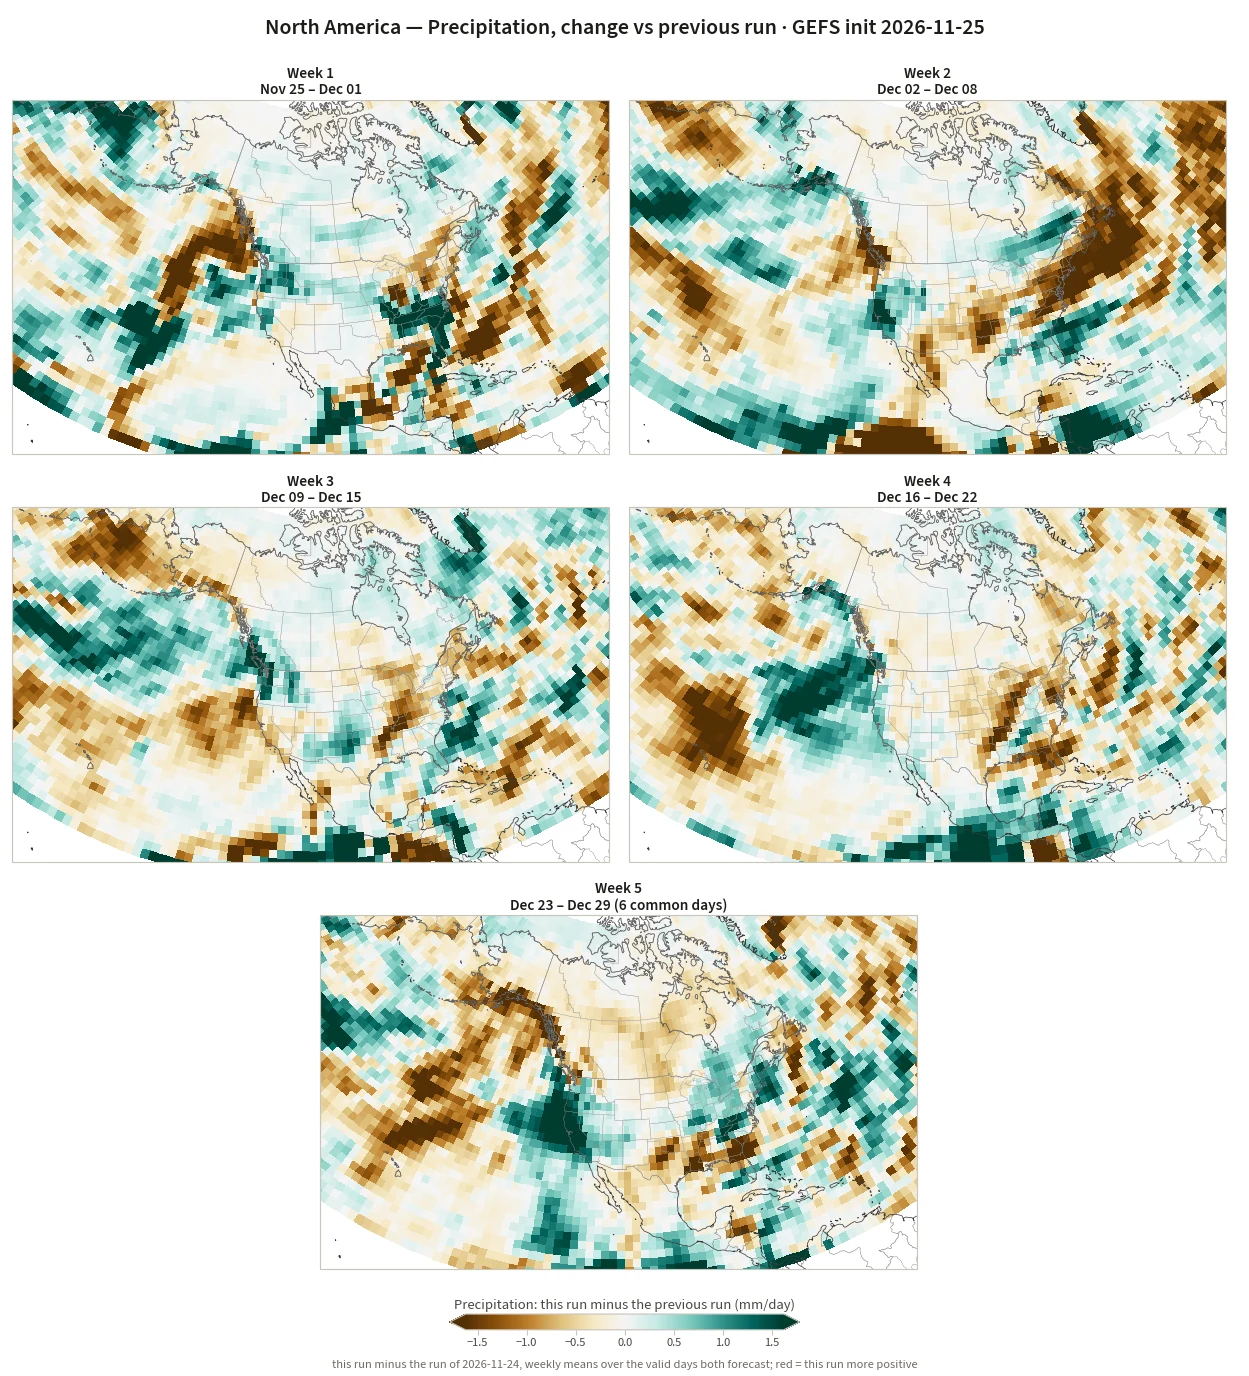 North America — Precipitation, change vs previous run · GEFS init 2026-11-25
Week 1
Nov 25 – Dec 01
Week 2
Dec 02 – Dec 08
Week 3
Dec 09 – Dec 15
Week 4
Dec 16 – Dec 22
Week 5
Dec 23 – Dec 29 (6 common days)
Precipitation: this run minus the previous run (mm/day)
−1.5 −1.0 −0.5 0.0 0.5 1.0 1.5
this run minus the run of 2026-11-24, weekly means over the valid days both forecast; red = this run more positive